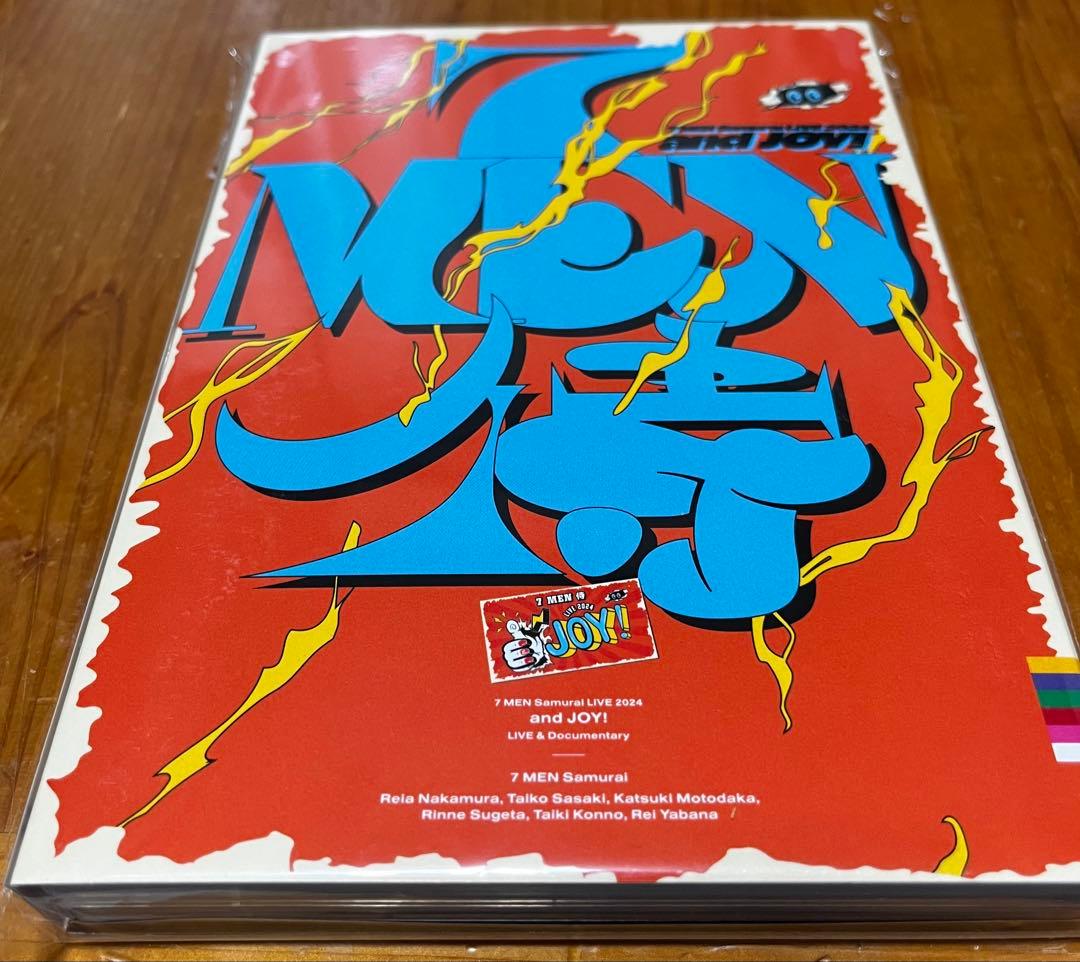 and JOY!
7
MEN
侍
7 MEN 侍
LIVE 2024
JOY!
7 MEN Samurai LIVE 2024
and JOY!
LIVE & Documentary
7 MEN Samurai
Reia Nakamura, Taiko Sasaki, Katsuki Motodaka,
Rinne Sugeta, Taiki Konno, Rei Yabana